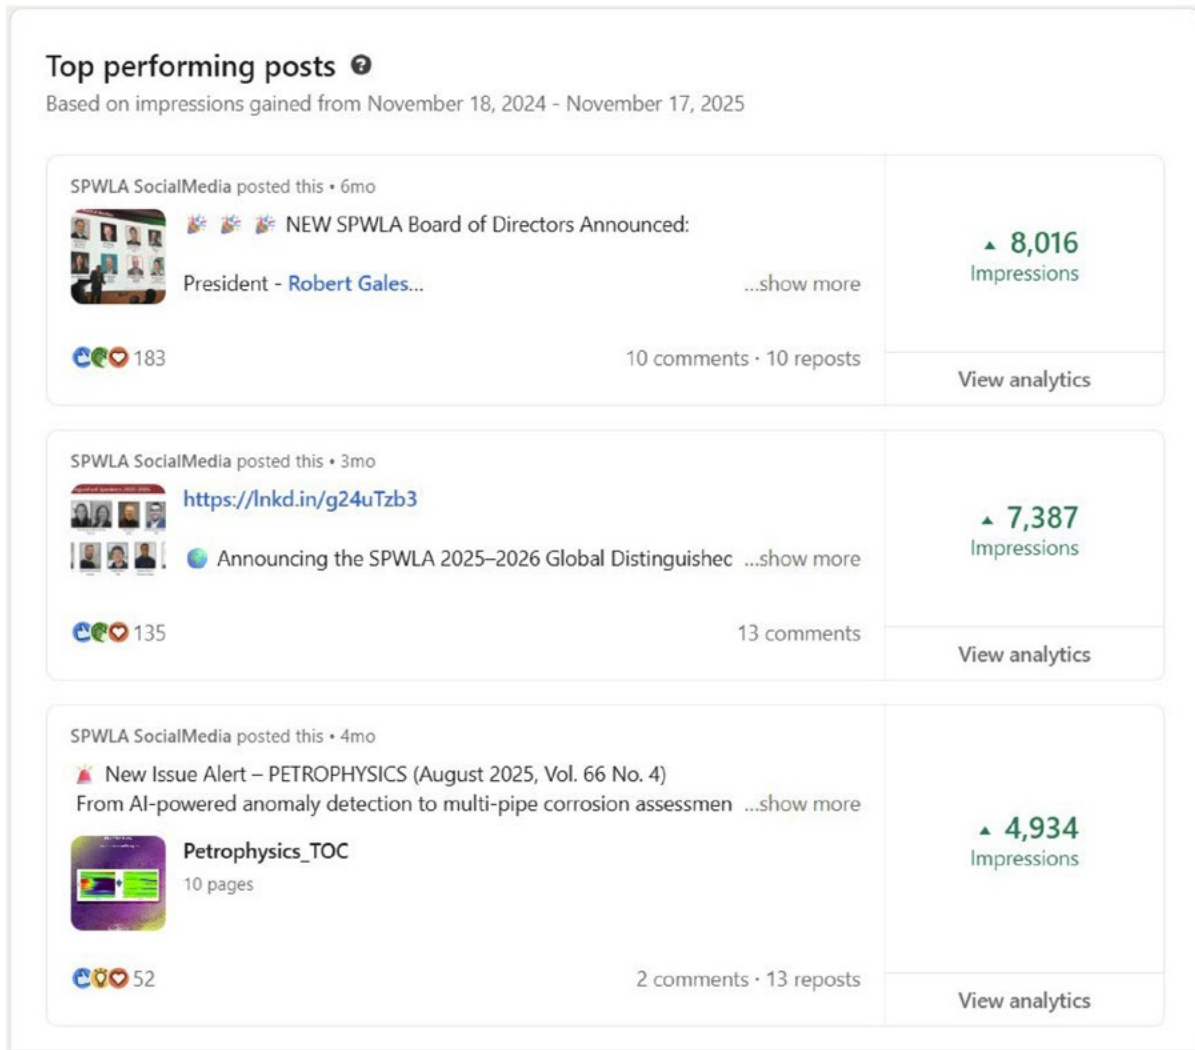 Top performing posts
Based on impressions gained from November 18, 2024 - November 17, 2025
SPWLA SocialMedia posted this • 6mo
🎉 🎉 🎉 NEW SPWLA Board of Directors Announced:
President - Robert Gales...
...show more
183
10 comments · 10 reposts
▲ 8,016
Impressions
View analytics
SPWLA SocialMedia posted this • 3mo
https://lnkd.in/g24uTzb3
🌍 Announcing the SPWLA 2025–2026 Global Distinguished ...show more
135
13 comments
▲ 7,387
Impressions
View analytics
SPWLA SocialMedia posted this • 4mo
🚨 New Issue Alert – PETROPHYSICS (August 2025, Vol. 66 No. 4)
From AI-powered anomaly detection to multi-pipe corrosion assessmen ...show more
Petrophysics_TOC
10 pages
52
2 comments · 13 reposts
▲ 4,934
Impressions
View analytics